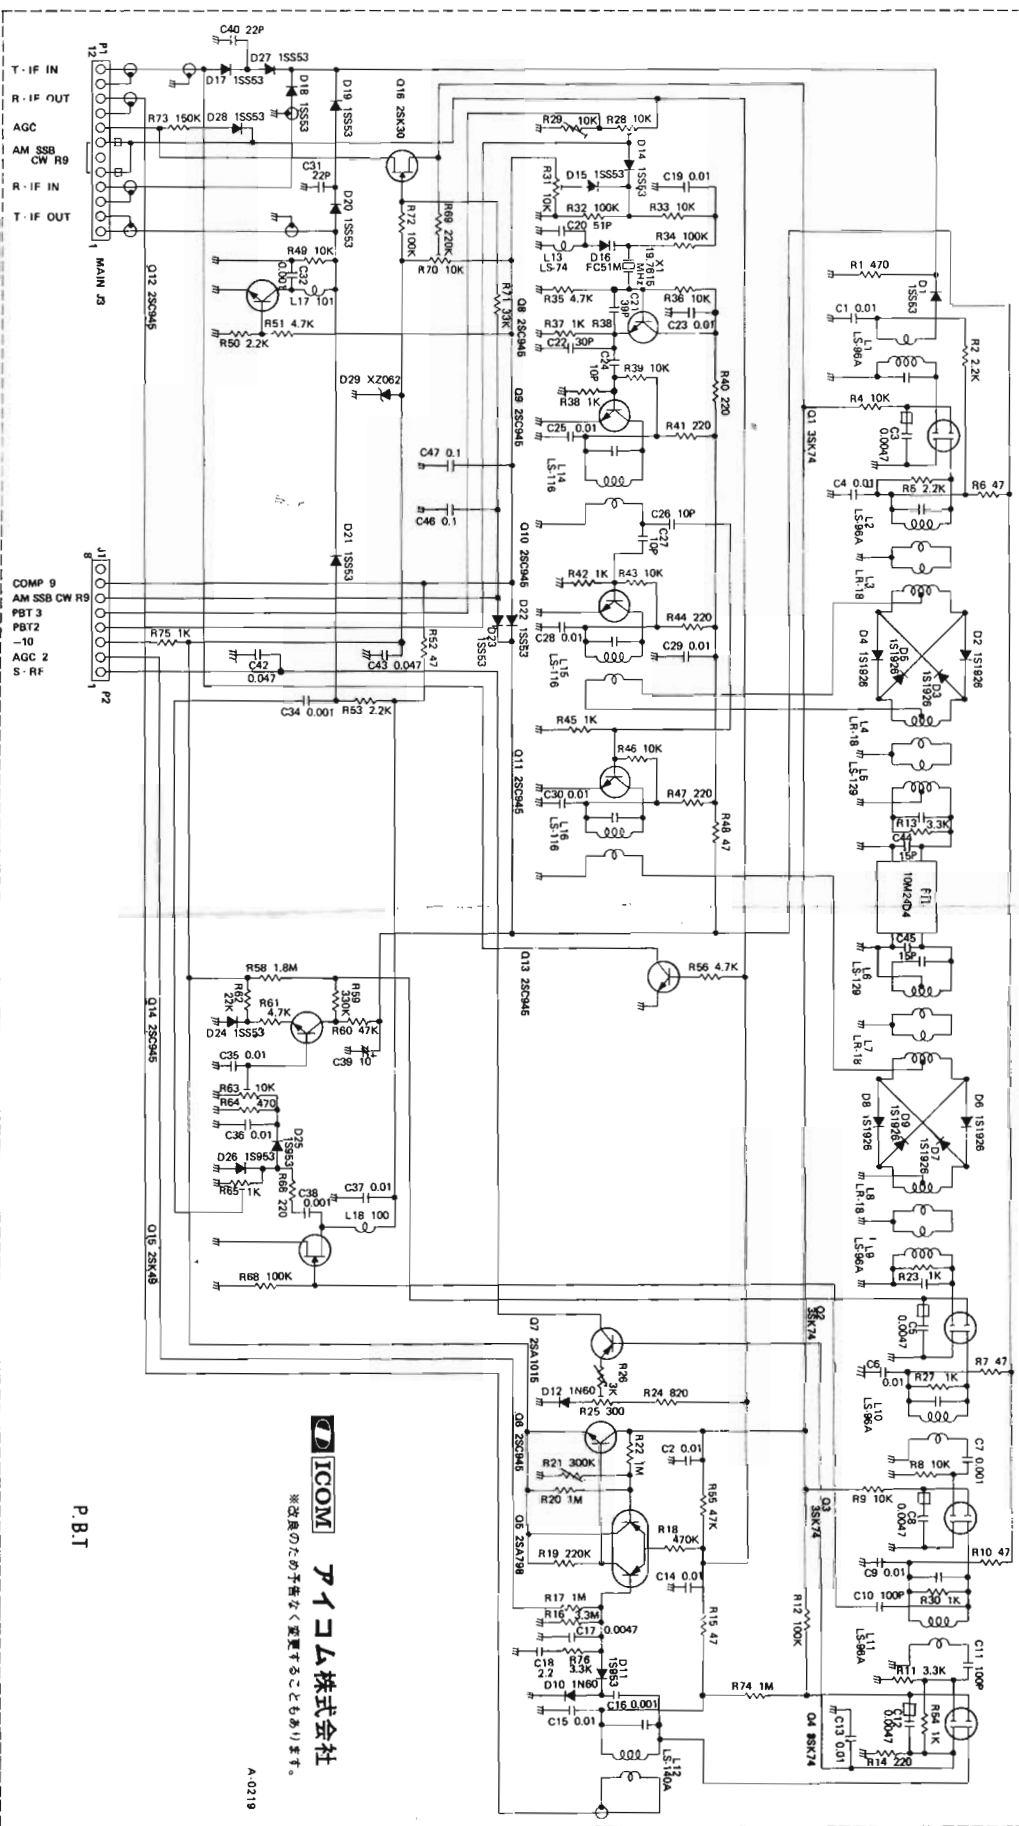 C40 22P
P1
12
D27 1SS53
T·IF IN
D17 1SS53
D18 1SS53
D19 1SS53
Q16 2SK30
R·IF OUT
R73 150K
D28 1SS53
AGC
AM SSB
CW R9
C31
22P
R·IF IN
D20 1SS53
T·IF OUT
1
MAIN J3
R72 100K
R69 220K
R70 10K
R71 33K
R49 10K
C32
0.001
L17 101
Q12 2SC945
R51 4.7K
R50 2.2K
D29 XZ062
R29 10K
R28 10K
D14 1SS53
D15 1SS53
R31 10K
C19 0.01
R32 100K
R33 10K
C20 51P
L13
LS-74
D16
FC51M
R34 100K
X1
19.7615
MHz
R35 4.7K
C21
39P
R36 10K
C23 0.01
Q8 2SC945
R37 1K
R38
C22 30P
C24
10P
R39 10K
R38 1K
R40 220
Q9 2SC945
C25 0.01
R41 220
L14
LS-116
C47 0.1
C46 0.1
C26 10P
C27
10P
Q10 2SC945
R42 1K
R43 10K
R44 220
C28 0.01
C29 0.01
L15
LS-116
D21 1SS53
D22 1SS53
D23
1SS53
R1 470
D1
1SS53
C1 0.01
L1
LS-96A
R2 2.2K
R4 10K
Q1 3SK74
C3
0.0047
C4 0.01
R5 2.2K
R6 47
L2
LS-96A
L3
LR-18
D4 1S1926
D5
1S1926
D3
1S1926
D2 1S1926
L4
LR-18
L5
LS-129
R13 3.3K
C44
15P
FI1
10M24D4
C45
15P
L6
LS-129
L7
LR-18
D8 1S1926
D9
1S1926
D7
1S1926
D6 1S1926
L8
LR-18
L9
LS-96A
R23 1K
J1
8
COMP 9
AM SSB CW R9
PBT 3
PBT2
−10
AGC 2
S·RF
1
P2
R75 1K
C42
0.047
C43 0.047
R52 47
C34 0.001
R53 2.2K
R45 1K
R46 10K
Q11 2SC945
C30 0.01
R47 220
L16
LS-116
R48 47
Q13 2SC945
R56 4.7K
R58 1.8M
R62
22K
R61
4.7K
R59
330K
R60 47K
D24 1SS53
C39 10
Q14 2SC945
C35 0.01
R63 10K
R64 470
C36 0.01
D25
1S953
D26 1S953
R65 1K
R66 220
C38
0.001
C37 0.01
L18 100
Q15 2SK49
R68 100K
Q2
3SK74
C5
0.0047
C6
0.01
R27 1K
R7 47
L10
LS-96A
C7 0.001
R8 10K
R9 10K
Q3
3SK74
C8
0.0047
R10 47
C9 0.01
C10 100P
R30 1K
L11
LS-96A
C11 100P
R11 3.3K
R54 1K
C12
0.0047
C13 0.01
R14 220
Q4 3SK74
Q7 2SA1015
R26
3K
D12 1N60
R24 820
R25 300
Q6 2SC945
R22 1M
C2 0.01
R21 300K
R20 1M
R55 47K
Q5 2SA798
R18
470K
R19 220K
C14 0.01
R17 1M
R16 3.3M
C17 0.0047
R15 47
R12 100K
C18
2.2
R76
3.3K
D11
1S953
D10 1N60
C16 0.001
C15 0.01
R74 1M
L12
LS-140A
ICOM アイコム株式会社
※改良のため予告なく変更することもあります。
P.B.T
A-0219